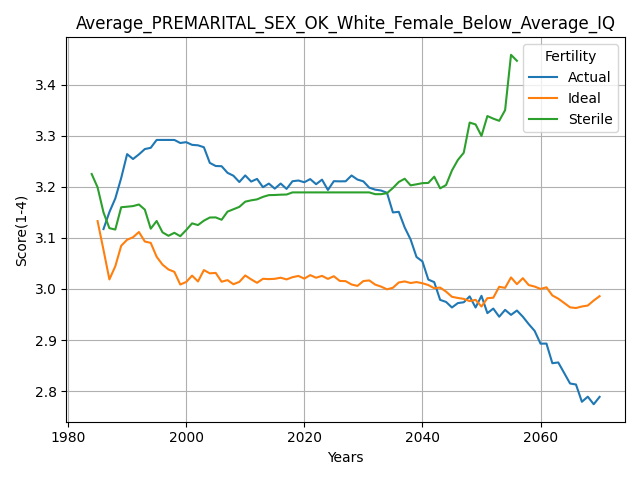 Average_PREMARITAL_SEX_OK_White_Female_Below_Average_IQ
Fertility
Actual
Ideal
Sterile
Score(1-4)
3.4
3.3
3.2
3.1
3.0
2.9
2.8
1980
2000
2020
2040
2060
Years